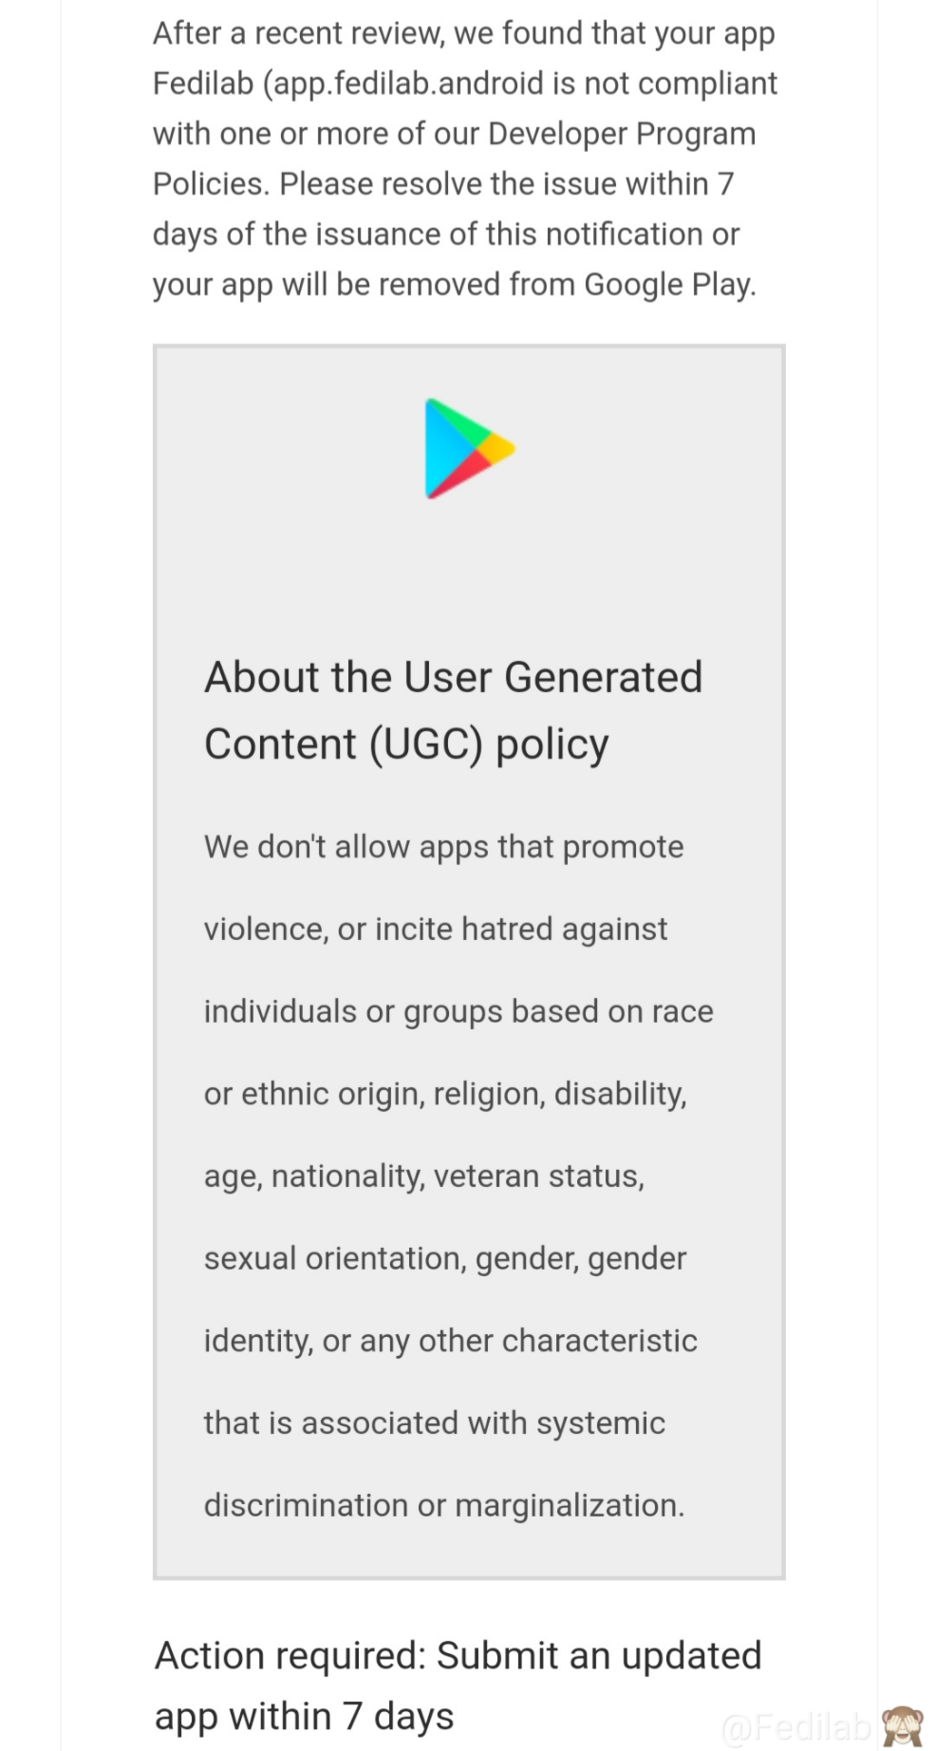 After a recent review, we found that your app
Fedilab (app.fedilab.android is not compliant
with one or more of our Developer Program
Policies. Please resolve the issue within 7
days of the issuance of this notification or
your app will be removed from Google Play.
About the User Generated
Content (UGC) policy
We don't allow apps that promote
violence, or incite hatred against
individuals or groups based on race
or ethnic origin, religion, disability,
age, nationality, veteran status,
sexual orientation, gender, gender
identity, or any other characteristic
that is associated with systemic
discrimination or marginalization.
Action required: Submit an updated
app within 7 days
@Fedilab